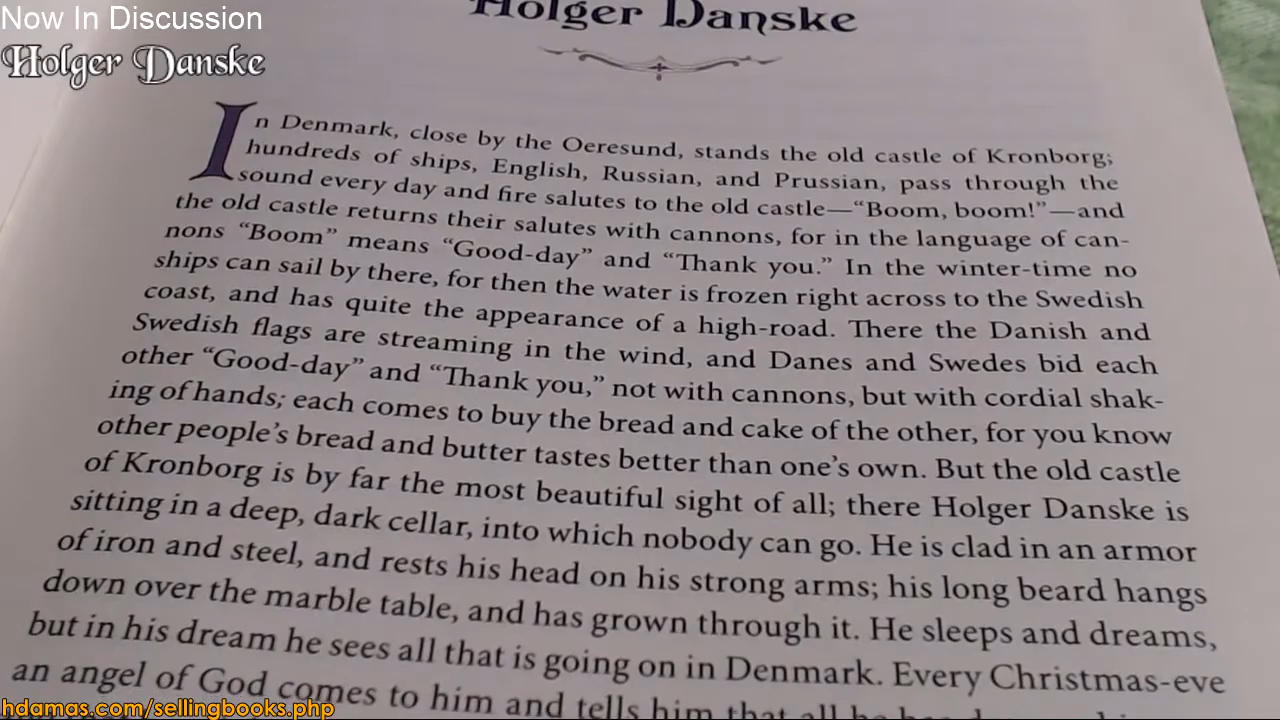 Now In Discussion
Holger Danske
Holger Danske
In Denmark, close by the Oeresund, stands the old castle of Kronborg;
hundreds of ships, English, Russian, and Prussian, pass through the
sound every day and fire salutes to the old castle—“Boom, boom!”—and
the old castle returns their salutes with cannons, for in the language of can-
nons “Boom” means “Good-day” and “Thank you.” In the winter-time no
ships can sail by there, for then the water is frozen right across to the Swedish
coast, and has quite the appearance of a high-road. There the Danish and
Swedish flags are streaming in the wind, and Danes and Swedes bid each
other “Good-day” and “Thank you,” not with cannons, but with cordial shak-
ing of hands; each comes to buy the bread and cake of the other, for you know
other people’s bread and butter tastes better than one’s own. But the old castle
of Kronborg is by far the most beautiful sight of all; there Holger Danske is
sitting in a deep, dark cellar, into which nobody can go. He is clad in an armor
of iron and steel, and rests his head on his strong arms; his long beard hangs
down over the marble table, and has grown through it. He sleeps and dreams,
but in his dream he sees all that is going on in Denmark. Every Christmas-eve
an angel of God comes to him and tells him that all he
hdamas.com/sellingbooks.php